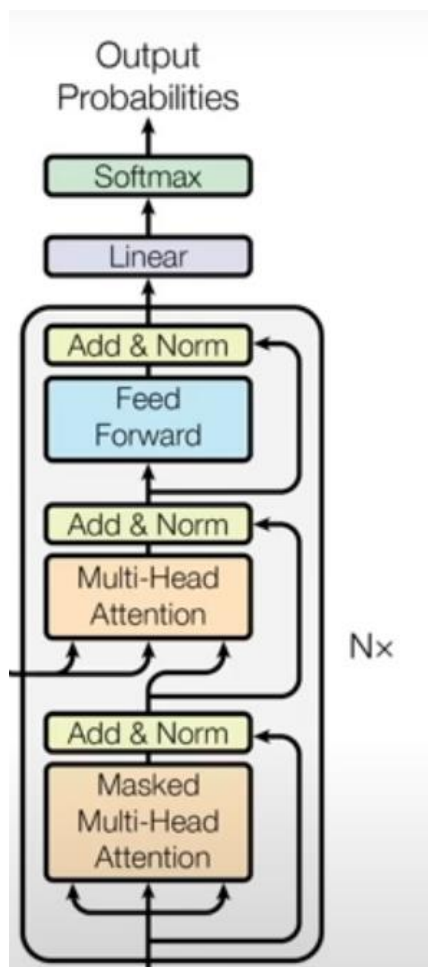 Output
Probabilities
Softmax
Linear
Add & Norm
Feed
Forward
Add & Norm
Multi-Head
Attention
N×
Add & Norm
Masked
Multi-Head
Attention